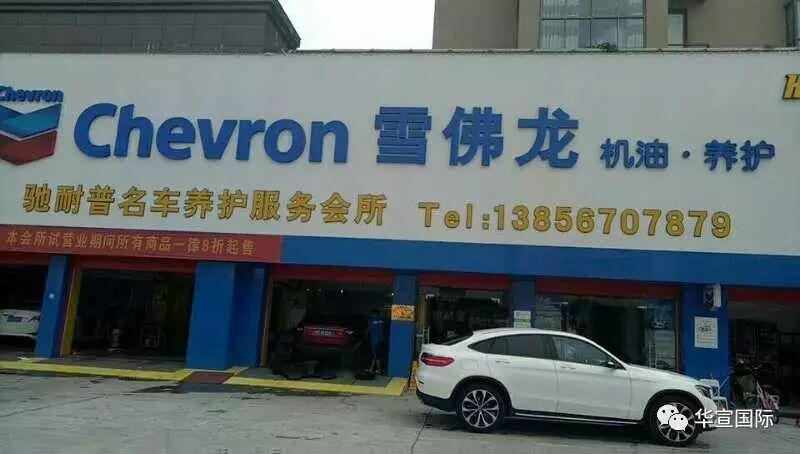 Chevron
Chevron 雪佛龙 机油·养护
H
驰耐普名车养护服务会所 Tel:13856707879
本会所试营业期间所有商品一律8折起售
华宣国际